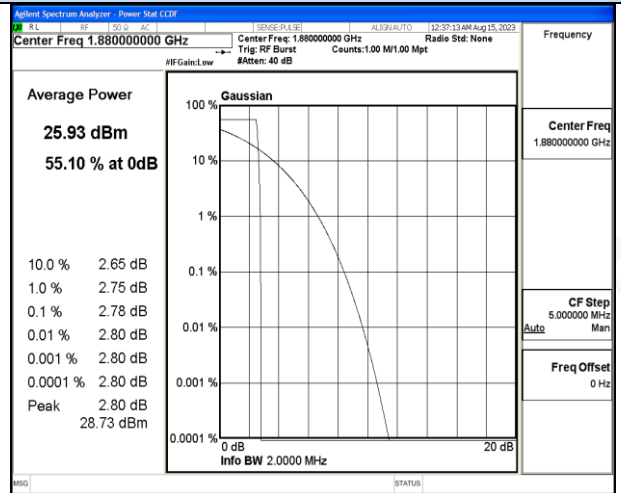 Agilent Spectrum Analyzer - Power Stat CCDF
RL RF 50 Ω AC SENSE:PULSE ALIGNAUTO 12:37:13 AM Aug 15, 2023
Center Freq 1.880000000 GHz
Center Freq: 1.880000000 GHz Radio Std: None
Trig: RF Burst Counts:1.00 M/1.00 Mpt
#IFGain:Low #Atten: 40 dB
Frequency
Average Power
25.93 dBm
55.10 % at 0dB
10.0 % 2.65 dB
1.0 % 2.75 dB
0.1 % 2.78 dB
0.01 % 2.80 dB
0.001 % 2.80 dB
0.0001 % 2.80 dB
Peak 2.80 dB
28.73 dBm
Gaussian
100 %
10 %
1 %
0.1 %
0.01 %
0.001 %
0.0001 %
0 dB 20 dB
Info BW 2.0000 MHz
Center Freq
1.880000000 GHz
CF Step
5.000000 MHz
Auto Man
Freq Offset
0 Hz
MSG STATUS